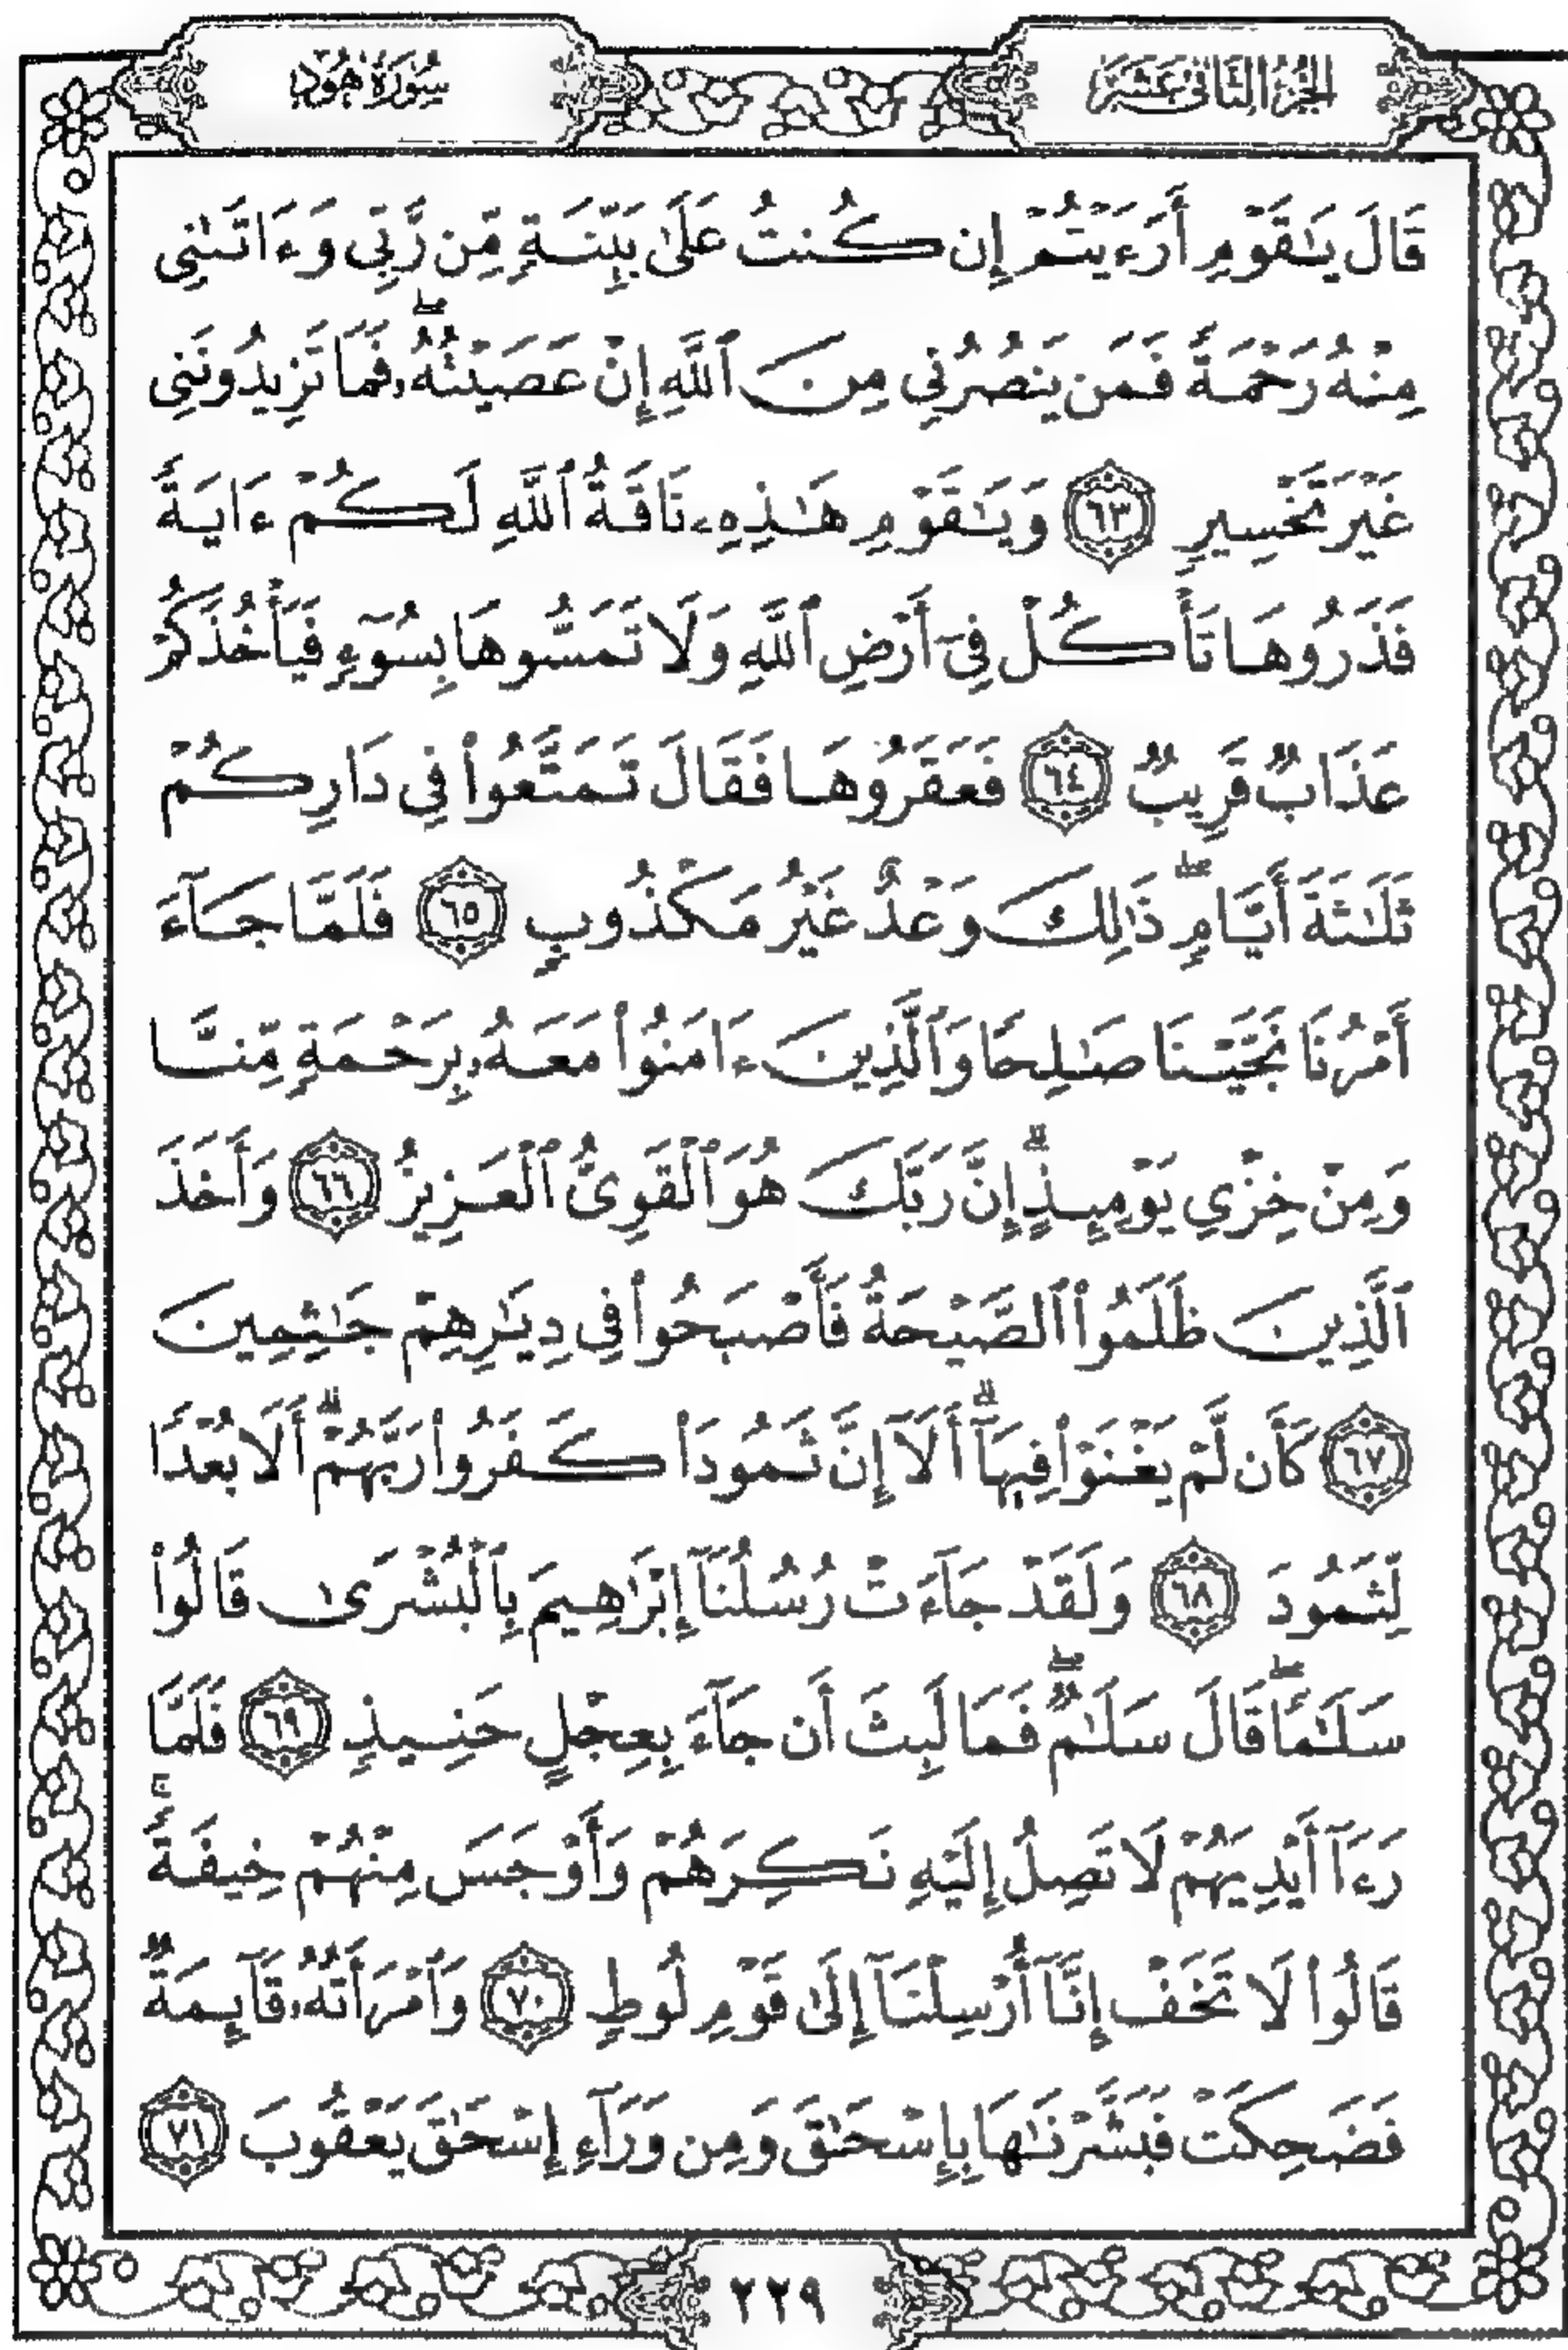 الجزء الثاني عشر
سورة هود
قَالَ يَٰقَوْمِ أَرَءَيْتُمْ إِن كُنتُ عَلَىٰ بَيِّنَةٍ مِّن رَّبِّي وَءَاتَىٰنِي
مِنْهُ رَحْمَةً فَمَن يَنصُرُنِي مِنَ ٱللَّهِ إِنْ عَصَيْتُهُۥۖ فَمَا تَزِيدُونَنِي
غَيْرَ تَخْسِيرٍ ٦٣ وَيَٰقَوْمِ هَٰذِهِۦ نَاقَةُ ٱللَّهِ لَكُمْ ءَايَةً
فَذَرُوهَا تَأْكُلْ فِىٓ أَرْضِ ٱللَّهِ وَلَا تَمَسُّوهَا بِسُوٓءٍ فَيَأْخُذَكُمْ
عَذَابٌ قَرِيبٌ ٦٤ فَعَقَرُوهَا فَقَالَ تَمَتَّعُوا۟ فِي دَارِكُمْ
ثَلَٰثَةَ أَيَّامٍۖ ذَٰلِكَ وَعْدٌ غَيْرُ مَكْذُوبٍ ٦٥ فَلَمَّا جَآءَ
أَمْرُنَا نَجَّيْنَا صَٰلِحًا وَٱلَّذِينَ ءَامَنُوا۟ مَعَهُۥ بِرَحْمَةٍ مِّنَّا
وَمِنْ خِزْيِ يَوْمِئِذٍۗ إِنَّ رَبَّكَ هُوَ ٱلْقَوِىُّ ٱلْعَزِيزُ ٦٦ وَأَخَذَ
ٱلَّذِينَ ظَلَمُوا۟ ٱلصَّيْحَةُ فَأَصْبَحُوا۟ فِي دِيَٰرِهِمْ جَٰثِمِينَ
٦٧ كَأَن لَّمْ يَغْنَوْا۟ فِيهَآۗ أَلَآ إِنَّ ثَمُودَا۟ كَفَرُوا۟ رَبَّهُمْۗ أَلَا بُعْدًا
لِّثَمُودَ ٦٨ وَلَقَدْ جَآءَتْ رُسُلُنَآ إِبْرَٰهِيمَ بِٱلْبُشْرَىٰ قَالُوا۟
سَلَٰمًاۖ قَالَ سَلَٰمٌۖ فَمَا لَبِثَ أَن جَآءَ بِعِجْلٍ حَنِيذٍ ٦٩ فَلَمَّا
رَءَآ أَيْدِيَهُمْ لَا تَصِلُ إِلَيْهِ نَكِرَهُمْ وَأَوْجَسَ مِنْهُمْ خِيفَةًۚ
قَالُوا۟ لَا تَخَفْ إِنَّآ أُرْسِلْنَآ إِلَىٰ قَوْمِ لُوطٍ ٧٠ وَٱمْرَأَتُهُۥ قَآئِمَةٌ
فَضَحِكَتْ فَبَشَّرْنَٰهَا بِإِسْحَٰقَ وَمِن وَرَآءِ إِسْحَٰقَ يَعْقُوبَ ٧١
٢٢٩